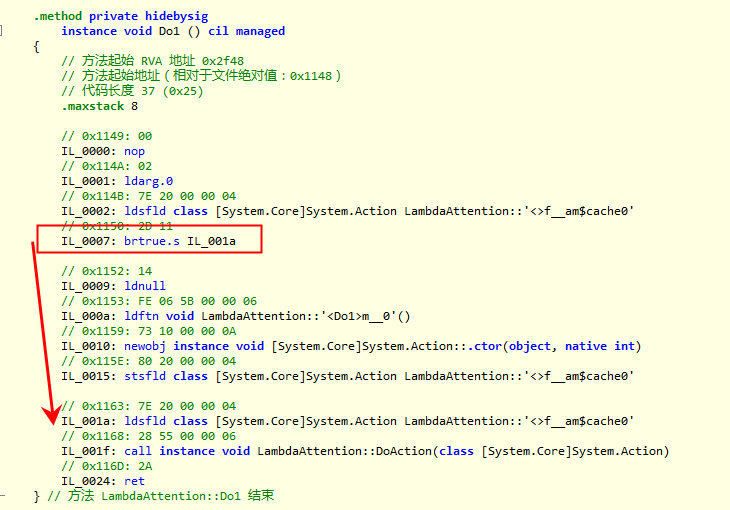 .method private hidebysig
instance void Do1 () cil managed
{
// 方法起始 RVA 地址 0x2f48
// 方法起始地址（相对于文件绝对值：0x1148）
// 代码长度 37 (0x25)
.maxstack 8
// 0x1149: 00
IL_0000: nop
// 0x114A: 02
IL_0001: ldarg.0
// 0x114B: 7E 20 00 00 04
IL_0002: ldsfld class [System.Core]System.Action LambdaAttention::'<>f__am$cache0'
// 0x1150: 2D 11
IL_0007: brtrue.s IL_001a
// 0x1152: 14
IL_0009: ldnull
// 0x1153: FE 06 5B 00 00 06
IL_000a: ldftn void LambdaAttention::'<Do1>m__0'()
// 0x1159: 73 10 00 00 0A
IL_0010: newobj instance void [System.Core]System.Action::.ctor(object, native int)
// 0x115E: 80 20 00 00 04
IL_0015: stsfld class [System.Core]System.Action LambdaAttention::'<>f__am$cache0'
// 0x1163: 7E 20 00 00 04
IL_001a: ldsfld class [System.Core]System.Action LambdaAttention::'<>f__am$cache0'
// 0x1168: 28 55 00 00 06
IL_001f: call instance void LambdaAttention::DoAction(class [System.Core]System.Action)
// 0x116D: 2A
IL_0024: ret
} // 方法 LambdaAttention::Do1 结束